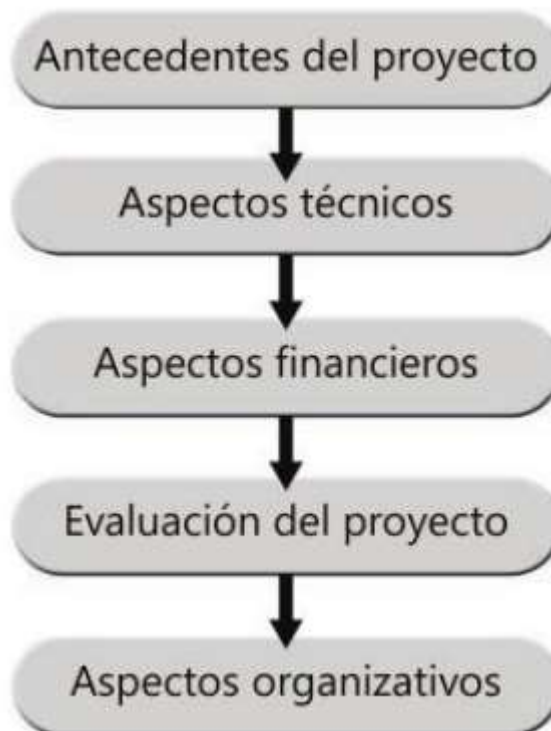 Antecedentes del proyecto
Aspectos técnicos
Aspectos financieros
Evaluación del proyecto
Aspectos organizativos